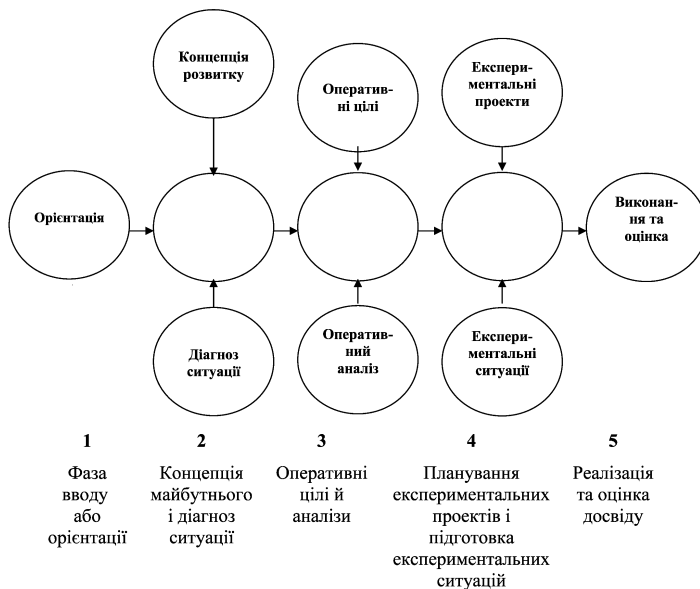 Концепція
розвитку
Оператив-
ні цілі
Експери-
ментальні
проекти
Орієнтація
Виконан-
ня та
оцінка
Діагноз
ситуації
Оператив-
ний
аналіз
Експери-
ментальні
ситуації
1
Фаза
вводу
або
орієнтації
2
Концепція
майбутнього
і діагноз
ситуації
3
Оперативні
цілі й
аналізи
4
Планування
експериментальних
проектів і
підготовка
експериментальних
ситуацій
5
Реалізація
та оцінка
досвіду